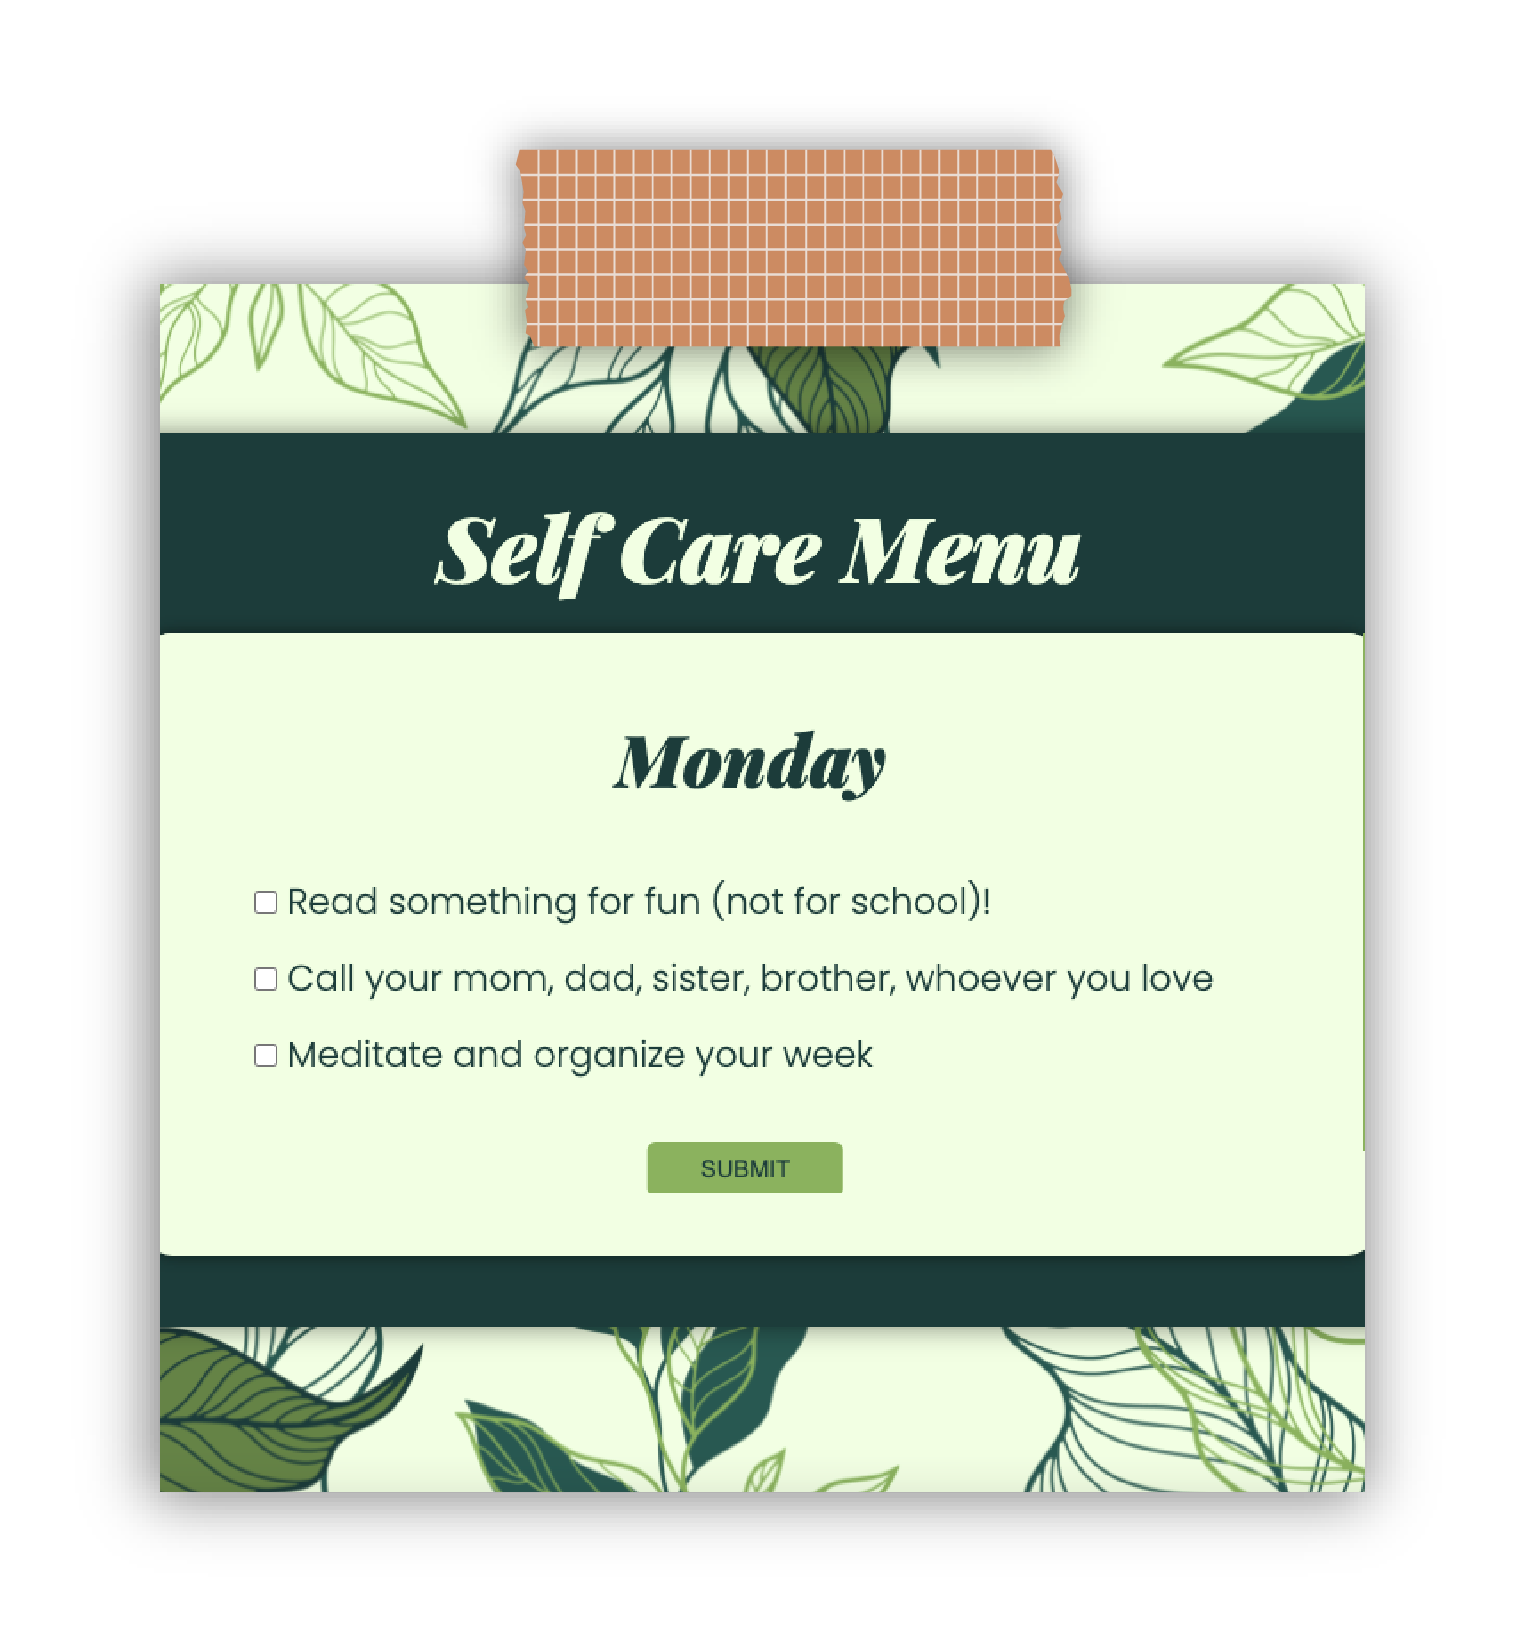 Self Care Menu
Monday
Read something for fun (not for school)!
Call your mom, dad, sister, brother, whoever you love
Meditate and organize your week
SUBMIT